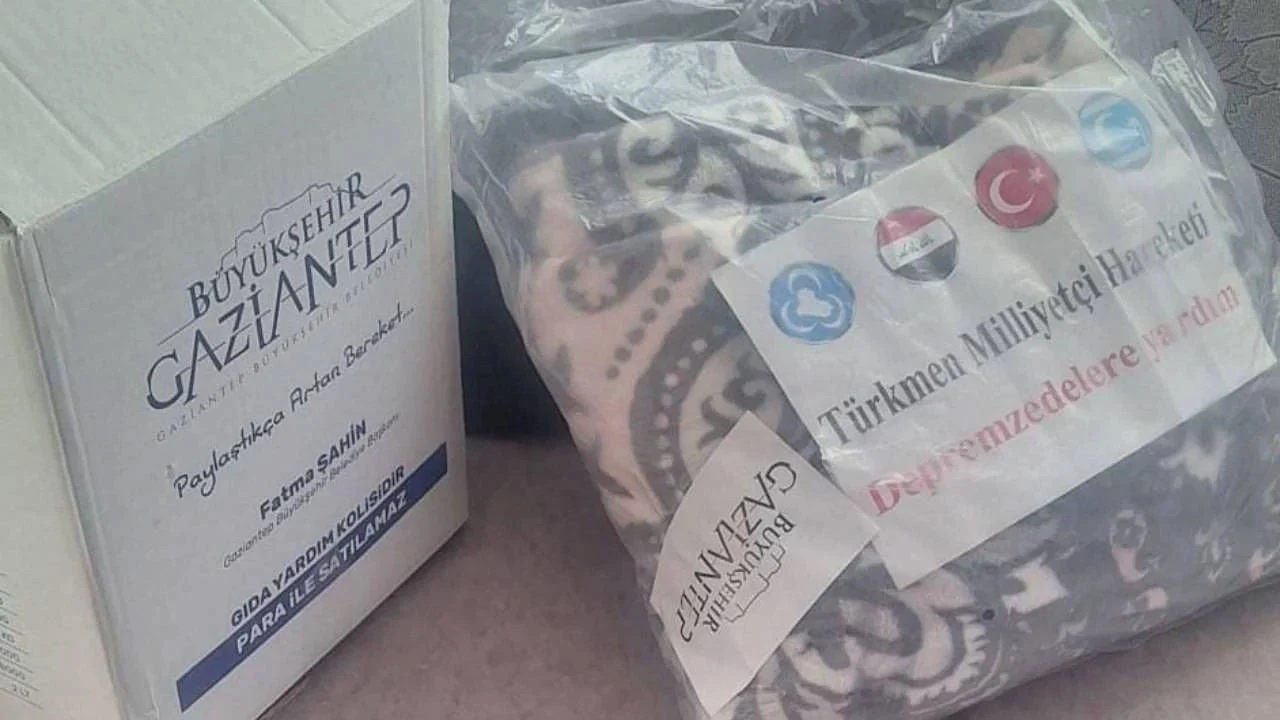 BÜYÜKŞEHİR
GAZİANTEP
GAZİANTEP BÜYÜKŞEHİR BELEDİYESİ
Paylaştıkça Artan Bereket...
Fatma ŞAHİN
Gaziantep Büyükşehir Belediye Başkanı
GIDA YARDIM KOLİSİDİR
PARA İLE SATILAMAZ
Türkmen Milliyetçi Hareketi
Depremzedelere yardım
BÜYÜKŞEHİR
GAZİANTEP